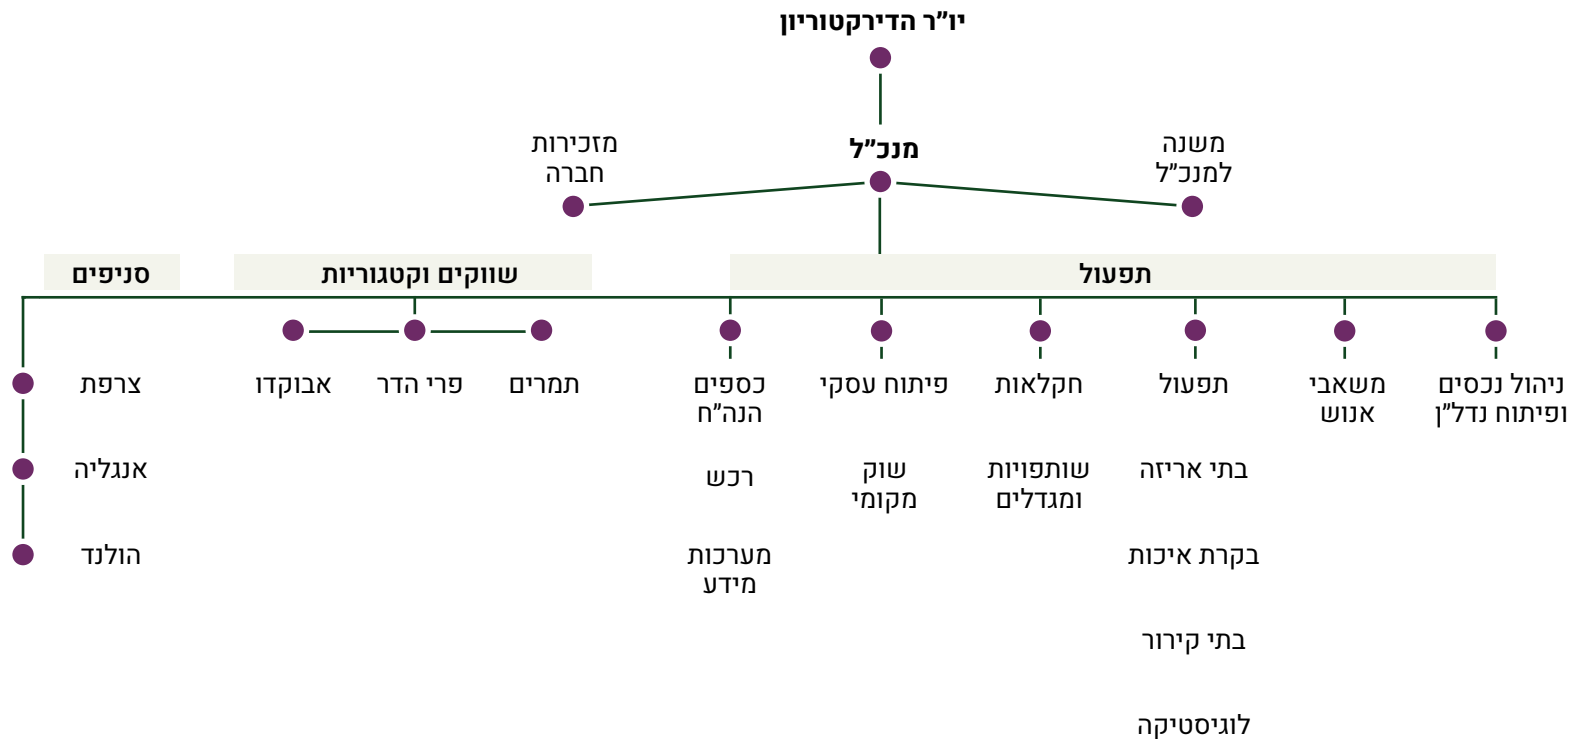 יו״ר הדירקטוריון
משנה
למנכ״ל
מנכ״ל
מזכירות
חברה
תפעול
שווקים וקטגוריות
סניפים
ניהול נכסים
ופיתוח נדל״ן
משאבי
אנוש
תפעול
בתי אריזה
בקרת איכות
בתי קירור
לוגיסטיקה
חקלאות
שותפויות
ומגדלים
פיתוח עסקי
שוק
מקומי
כספים
הנה״ח
רכש
מערכות
מידע
תמרים
פרי הדר
אבוקדו
צרפת
אנגליה
הולנד